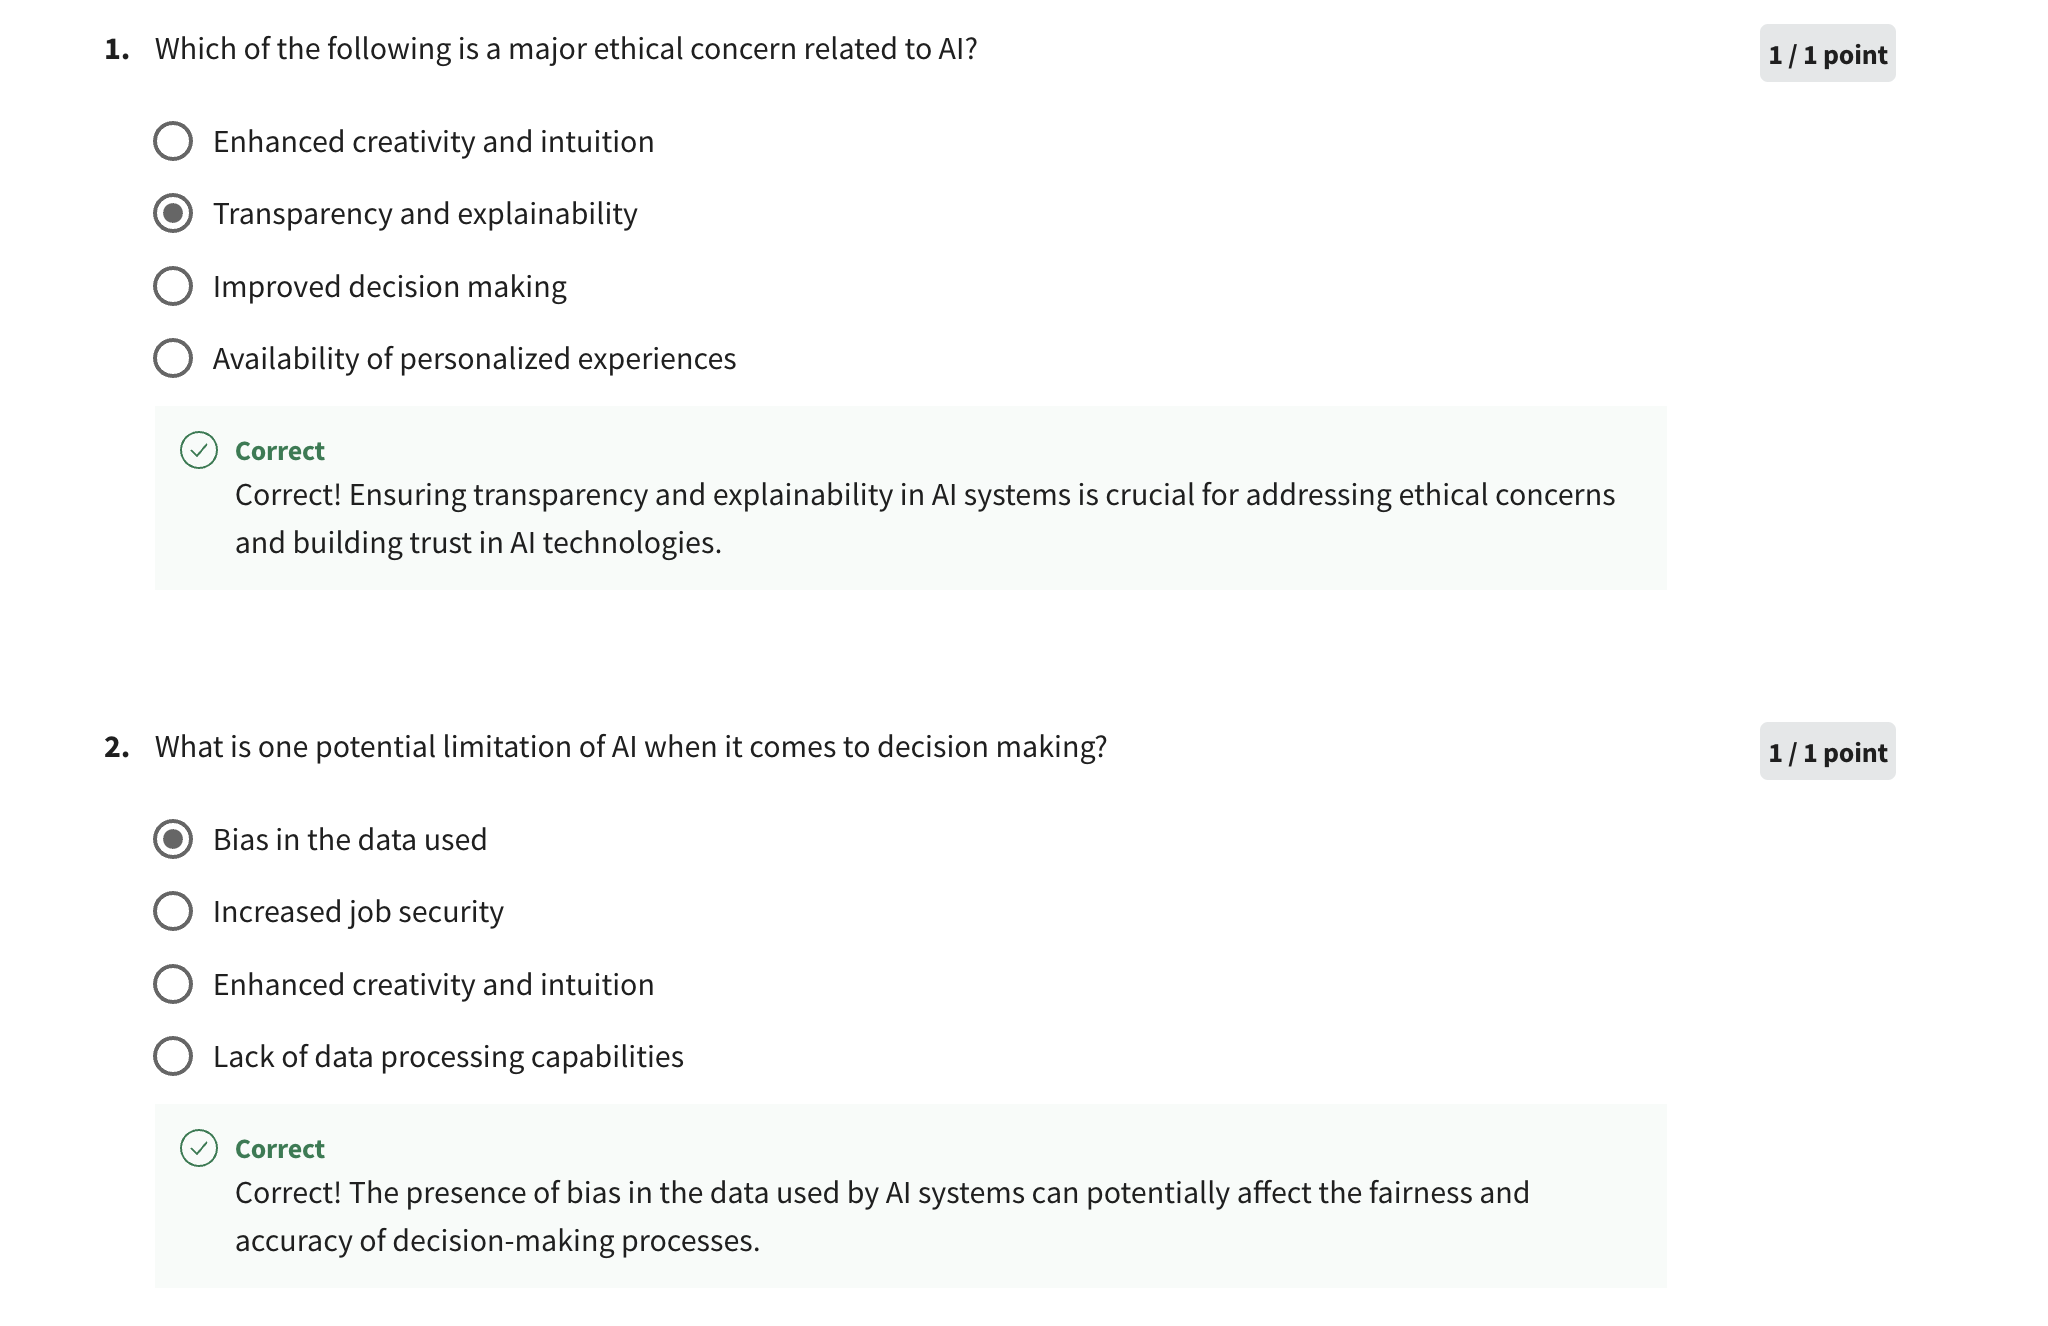 1. Which of the following is a major ethical concern related to AI?
1 / 1 point
Enhanced creativity and intuition
Transparency and explainability
Improved decision making
Availability of personalized experiences
Correct
Correct! Ensuring transparency and explainability in AI systems is crucial for addressing ethical concerns
and building trust in AI technologies.
2. What is one potential limitation of AI when it comes to decision making?
1 / 1 point
Bias in the data used
Increased job security
Enhanced creativity and intuition
Lack of data processing capabilities
Correct
Correct! The presence of bias in the data used by AI systems can potentially affect the fairness and
accuracy of decision-making processes.